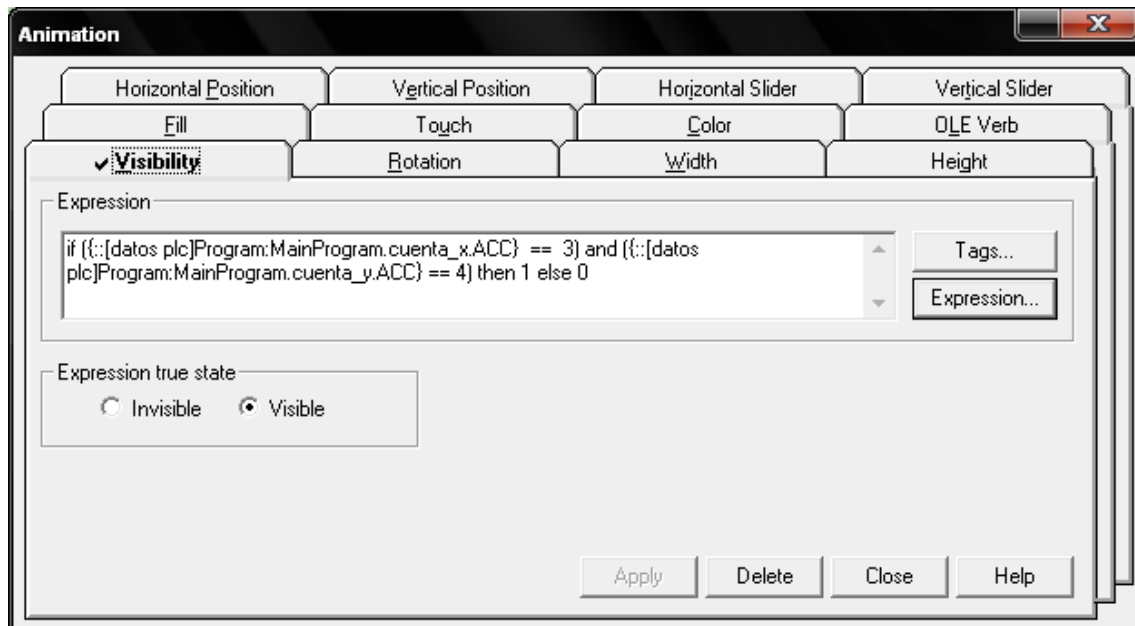 Animation
Horizontal Position
Vertical Position
Horizontal Slider
Vertical Slider
Fill
Touch
Color
OLE Verb
Visibility
Rotation
Width
Height
Expression
if ({::[datos plc]Program:MainProgram.cuenta_x.ACC}  ==  3) and ({::[datos
plc]Program:MainProgram.cuenta_y.ACC} == 4) then 1 else 0
Tags...
Expression...
Expression true state
Invisible
Visible
Apply
Delete
Close
Help